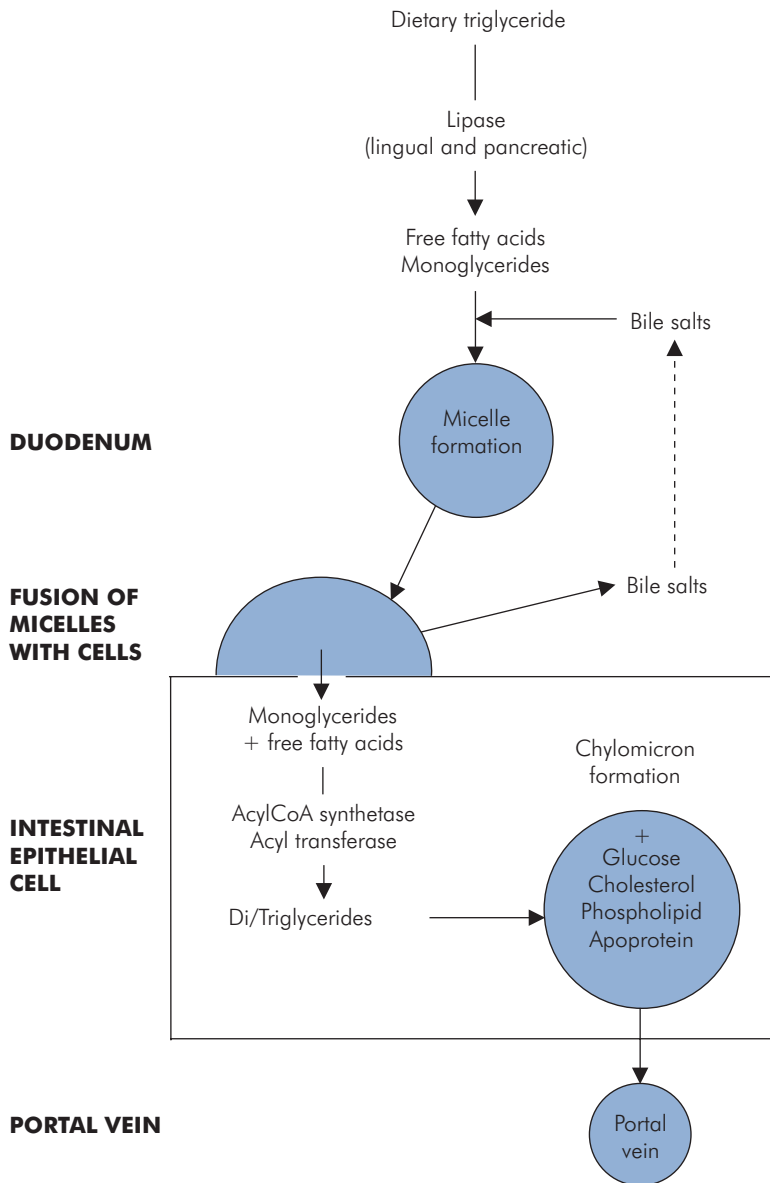 Dietary triglyceride
Lipase
(lingual and pancreatic)
Free fatty acids
Monoglycerides
Bile salts
Micelle
formation
DUODENUM
Bile salts
FUSION OF
MICELLES
WITH CELLS
Monoglycerides
+ free fatty acids
Chylomicron
formation
AcylCoA synthetase
Acyl transferase
INTESTINAL
EPITHELIAL
CELL
+
Glucose
Cholesterol
Phospholipid
Apoprotein
Di/Triglycerides
PORTAL VEIN
Portal
vein